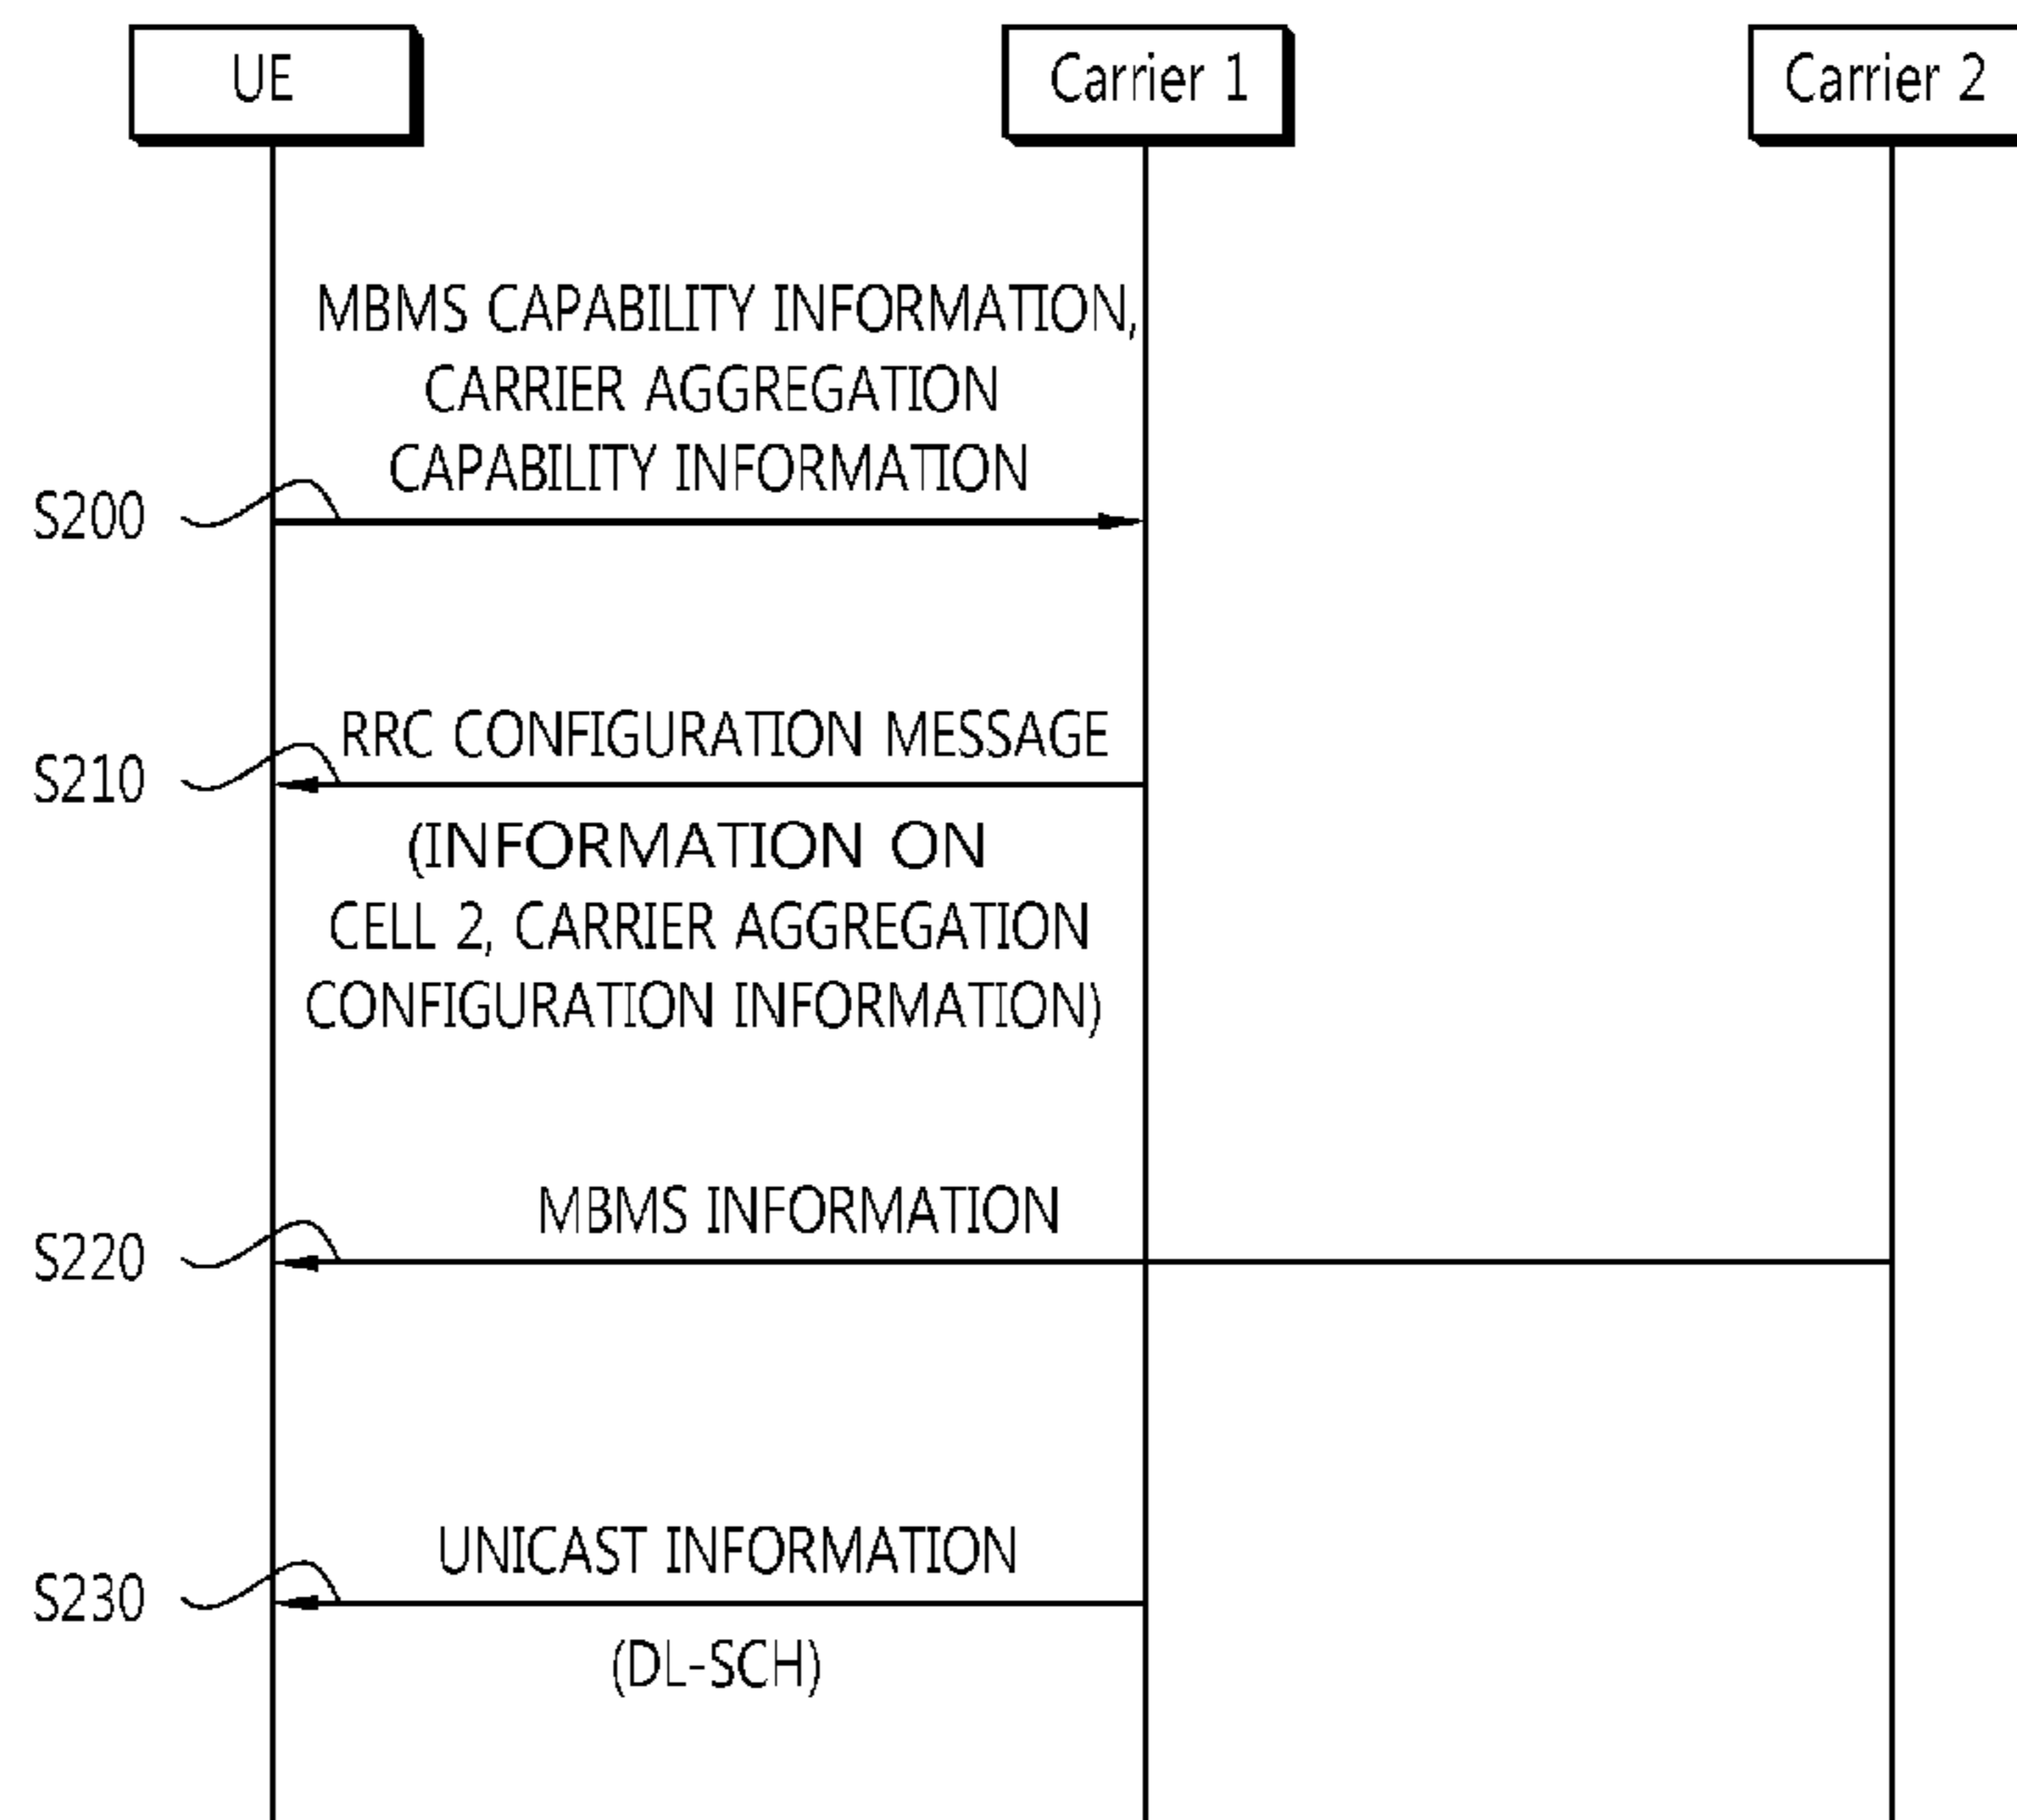 UE
Carrier 1
Carrier 2
MBMS CAPABILITY INFORMATION,
CARRIER AGGREGATION
CAPABILITY INFORMATION
S200
RRC CONFIGURATION MESSAGE
S210
(INFORMATION ON
CELL 2, CARRIER AGGREGATION
CONFIGURATION INFORMATION)
MBMS INFORMATION
S220
UNICAST INFORMATION
S230
(DL-SCH)